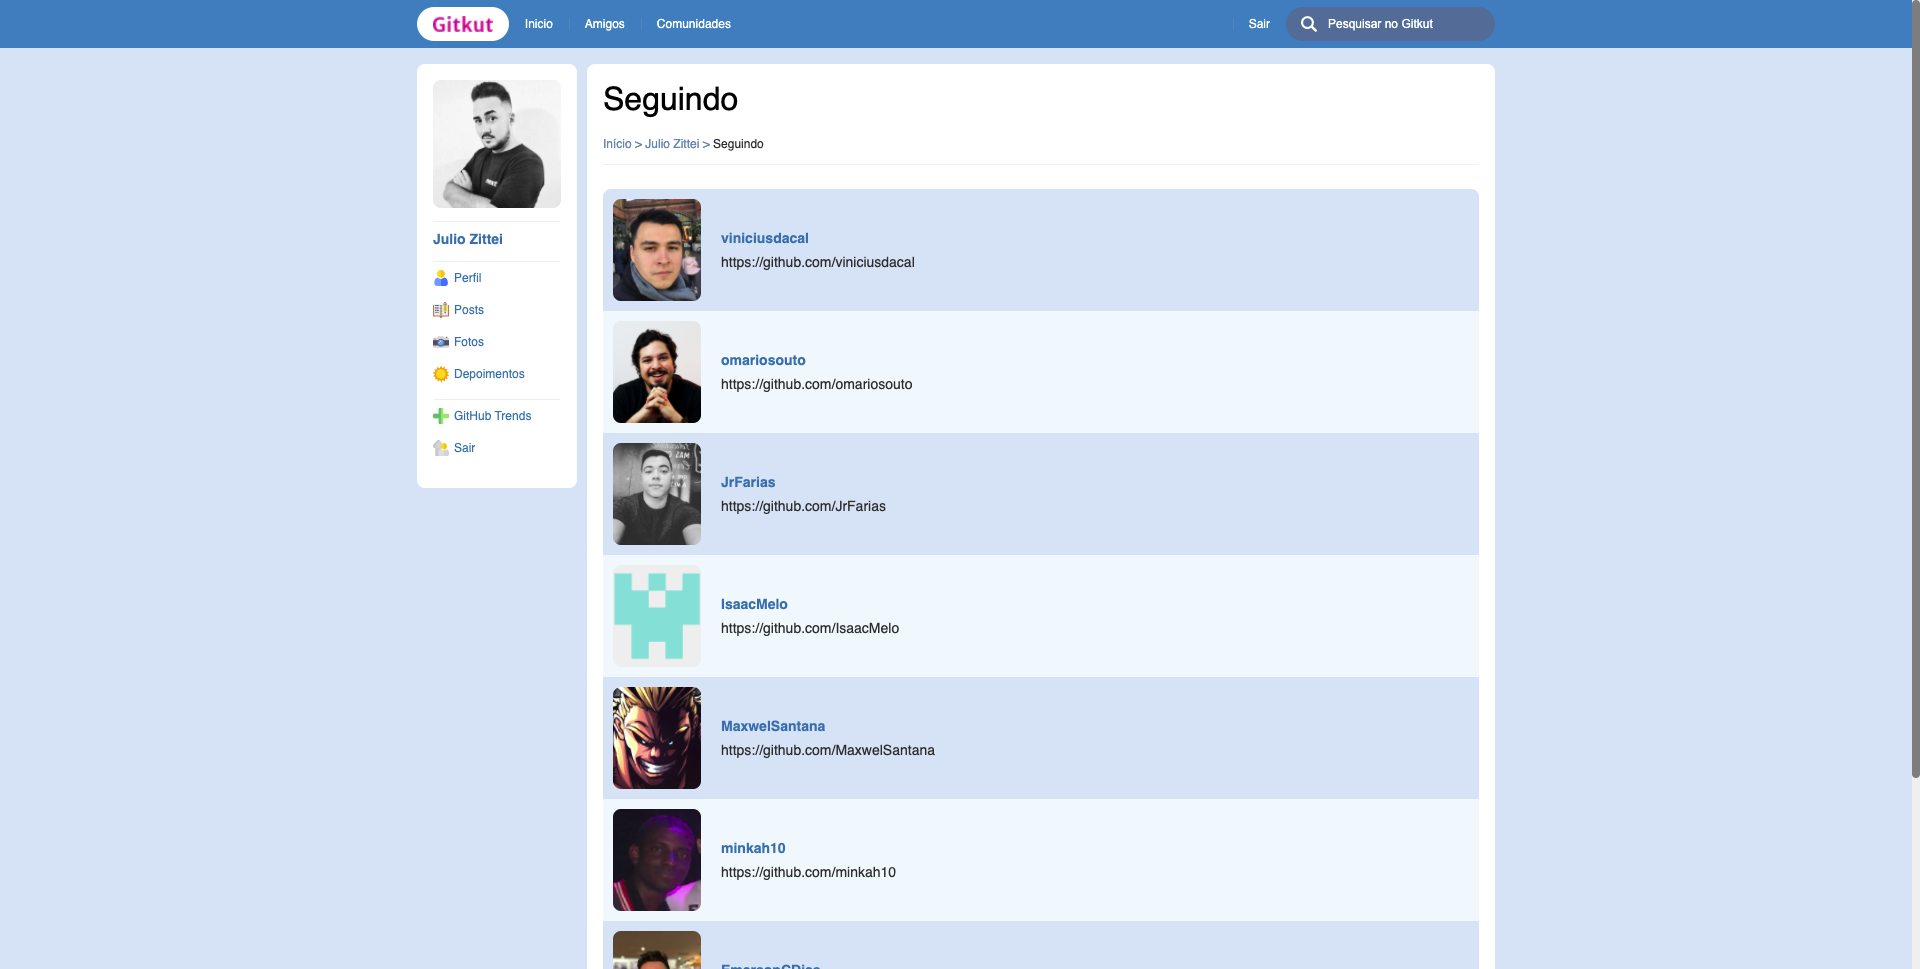 Gitkut
Inicio
Amigos
Comunidades
Sair
Pesquisar no Gitkut
Julio Zittei
Perfil
Posts
Fotos
Depoimentos
GitHub Trends
Sair
Seguindo
Início > Julio Zittei > Seguindo
viniciusdacal
https://github.com/viniciusdacal
omariosouto
https://github.com/omariosouto
JrFarias
https://github.com/JrFarias
IsaacMelo
https://github.com/IsaacMelo
MaxwelSantana
https://github.com/MaxwelSantana
minkah10
https://github.com/minkah10